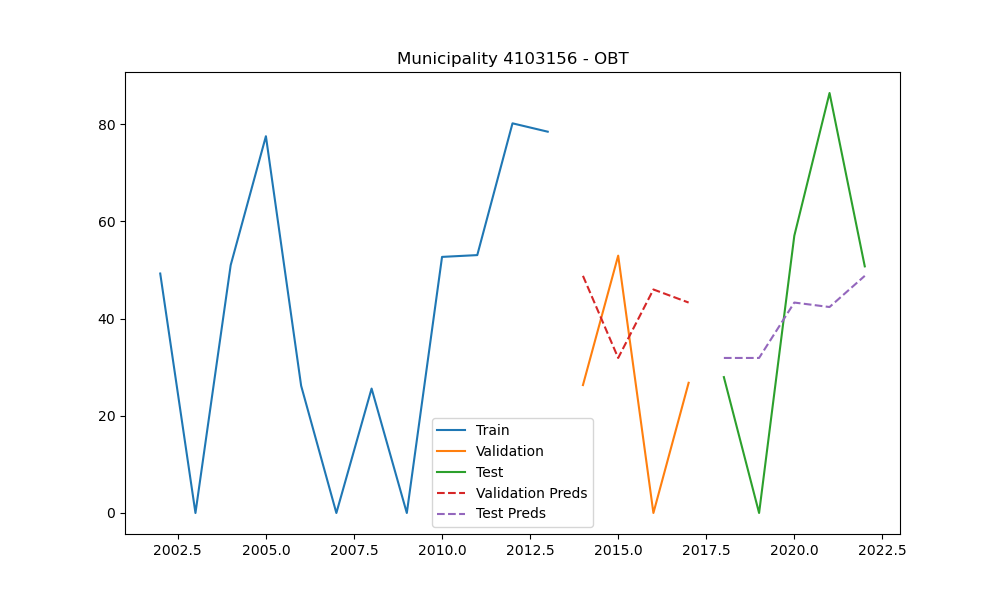 Municipality 4103156 - OBT
80
60
40
20
0
Train
Validation
Test
Validation Preds
Test Preds
2002.5 2005.0 2007.5 2010.0 2012.5 2015.0 2017.5 2020.0 2022.5